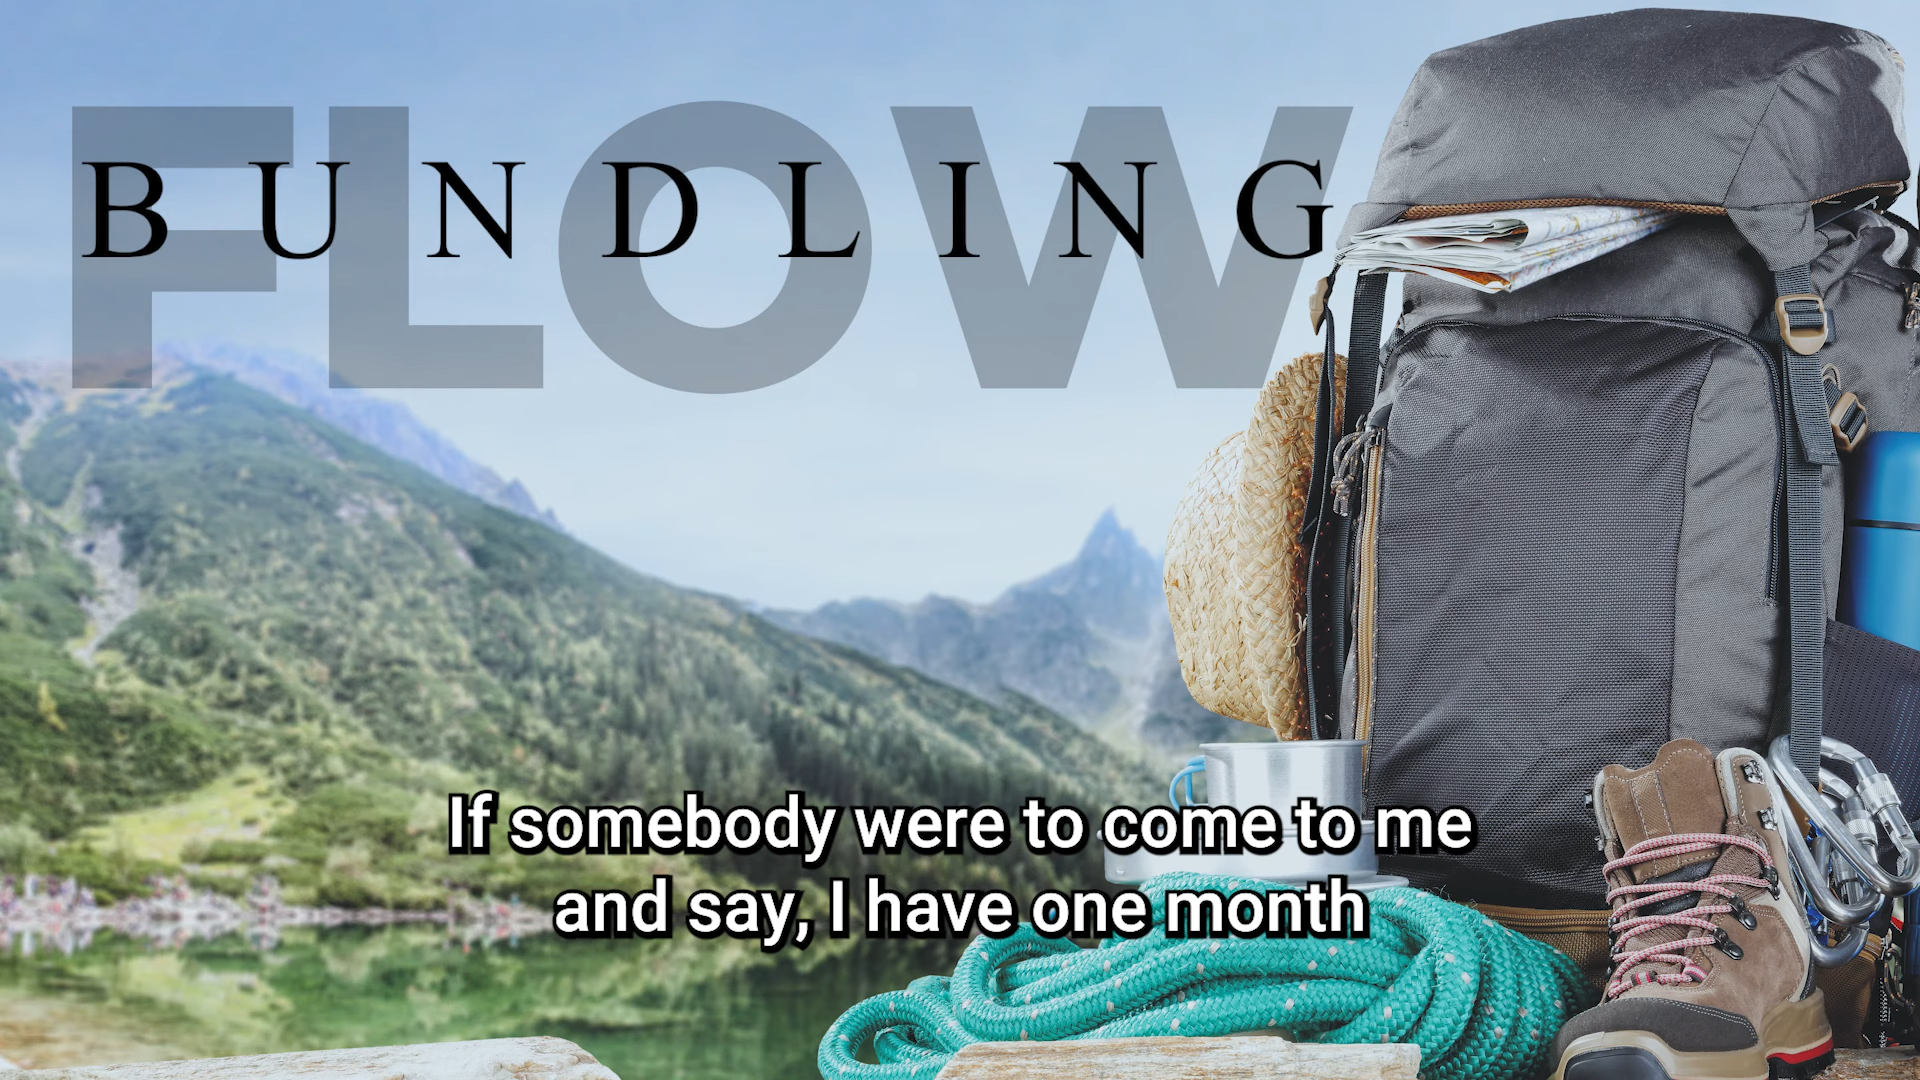 FLOW
BUNDLING
If somebody were to come to me
and say, I have one month